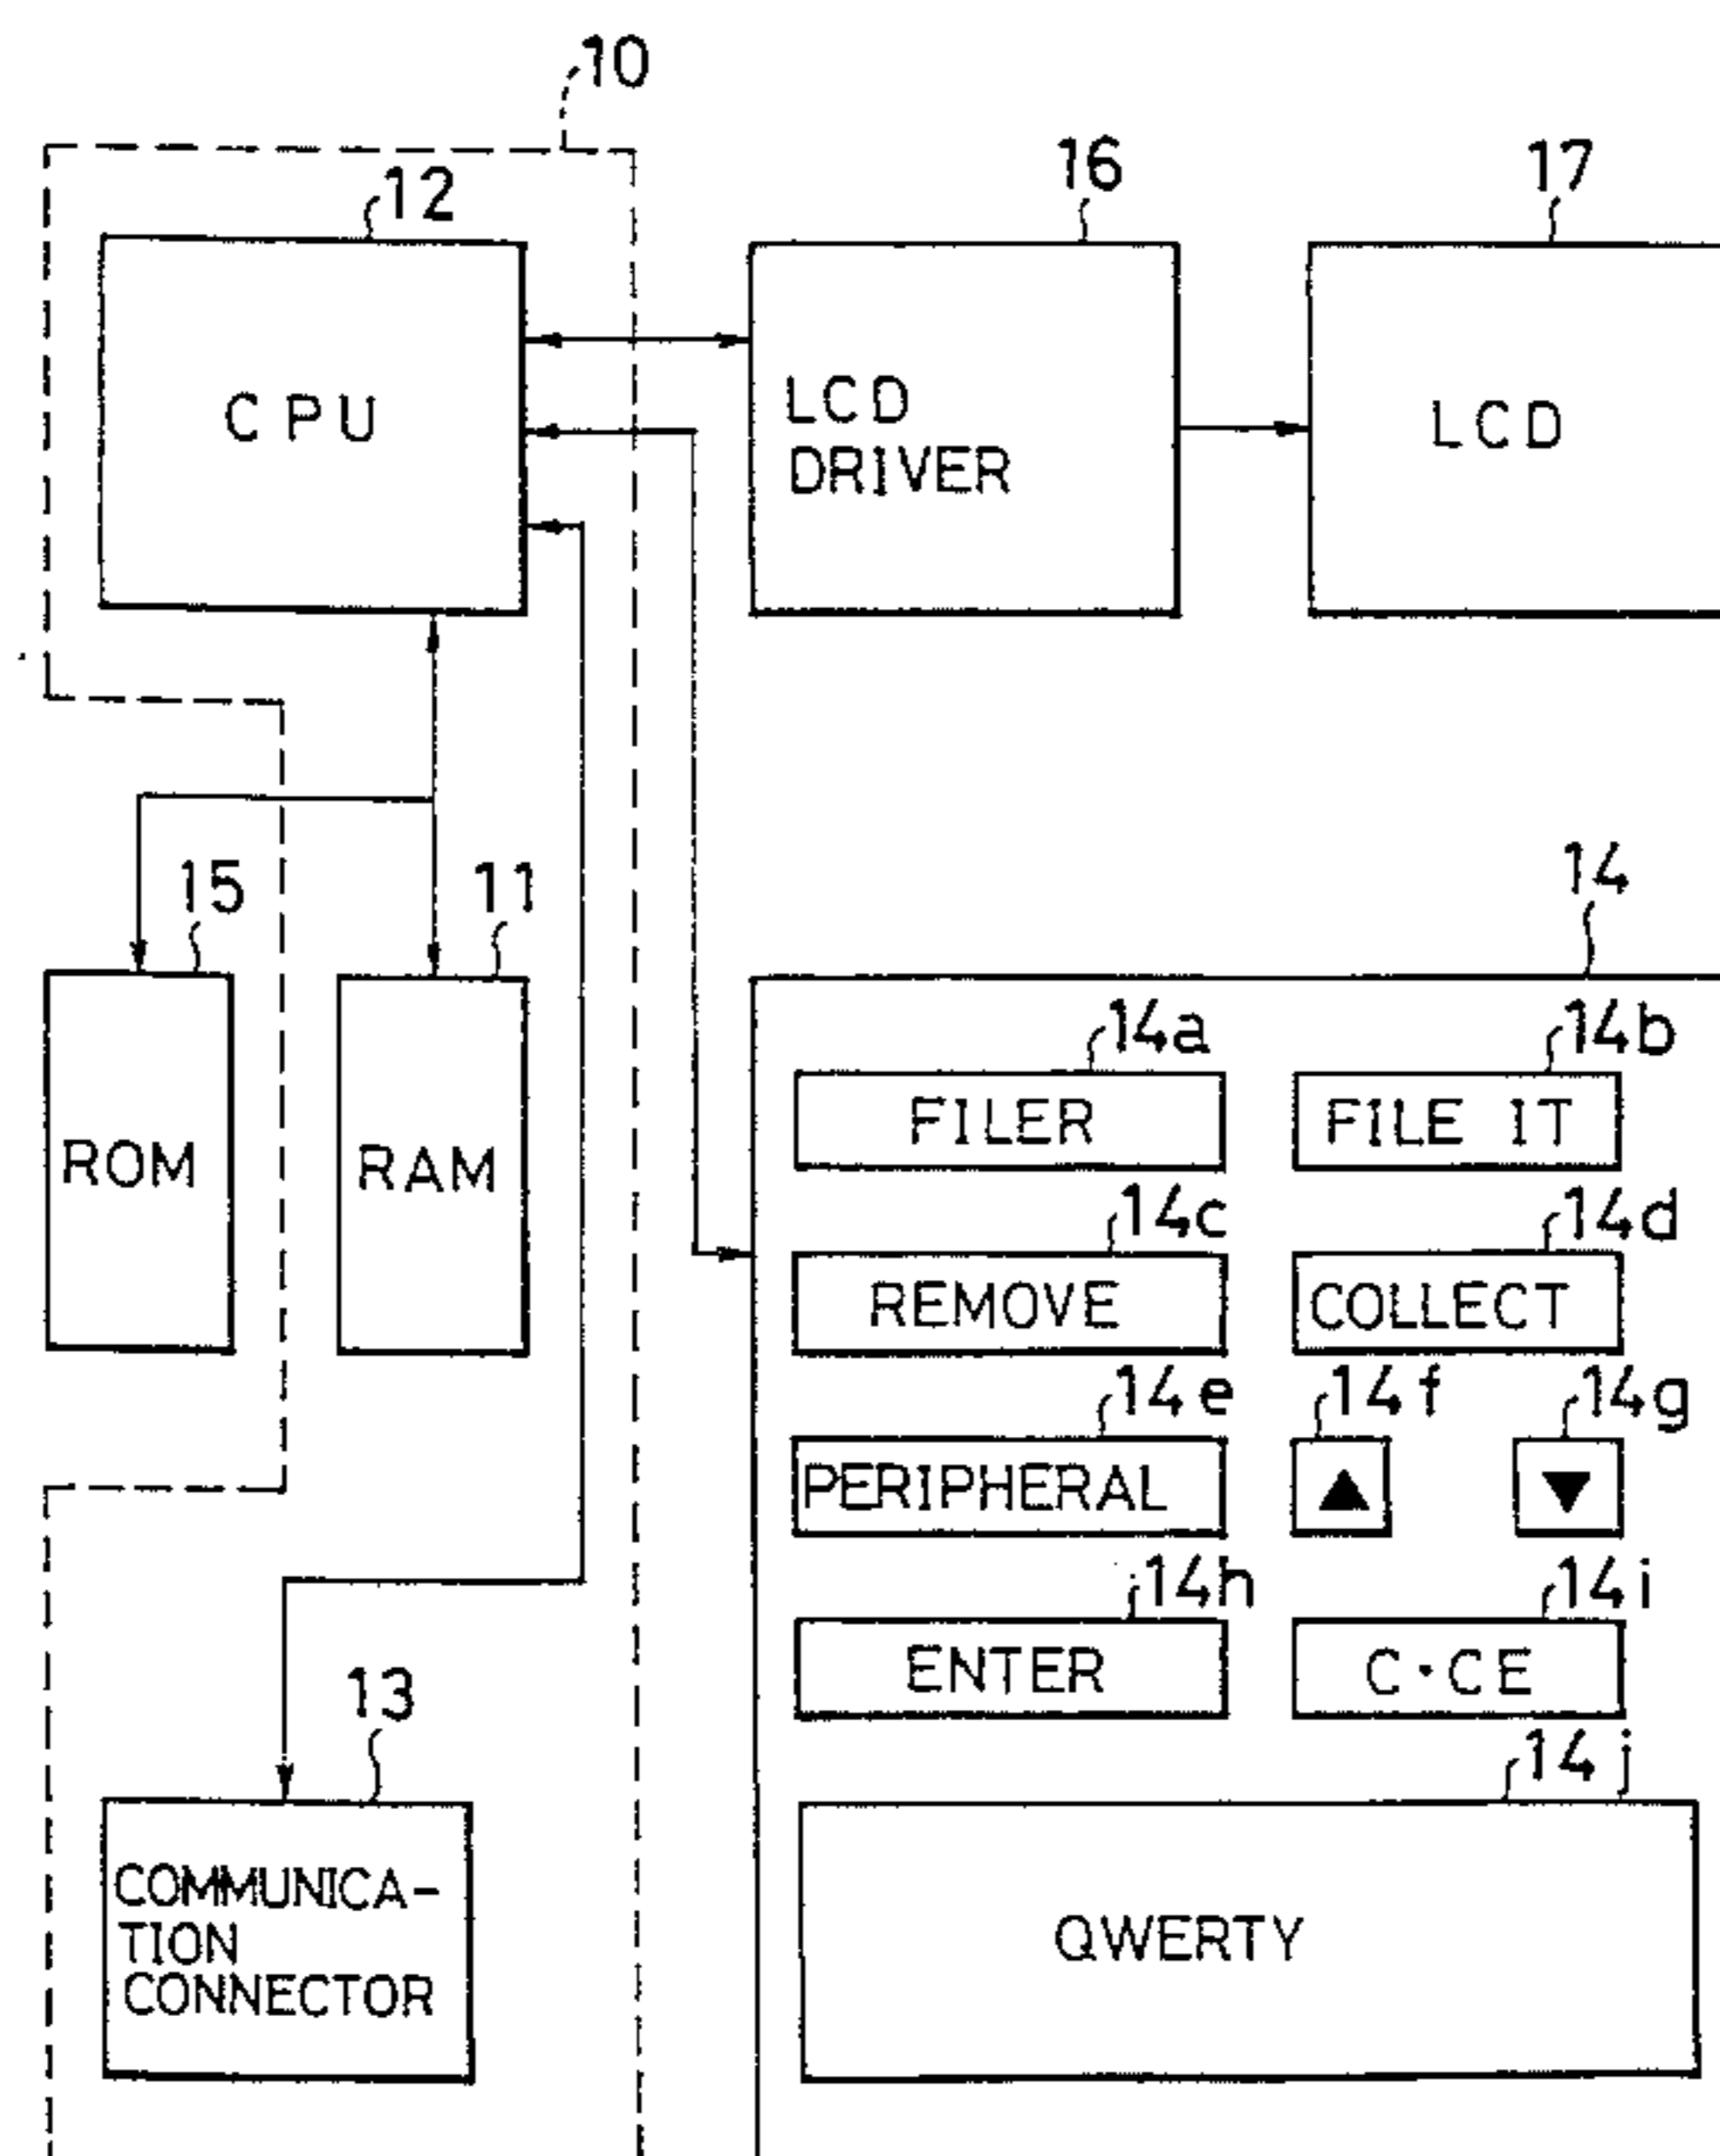 10
12
16
17
CPU
LCD
DRIVER
LCD
15
11
14
ROM
RAM
14a
14b
FILER
FILE IT
14c
14d
REMOVE
COLLECT
14e
14f
14g
PERIPHERAL
▲
▼
14h
14i
ENTER
C·CE
13
14j
COMMUNICA-
TION
CONNECTOR
QWERTY